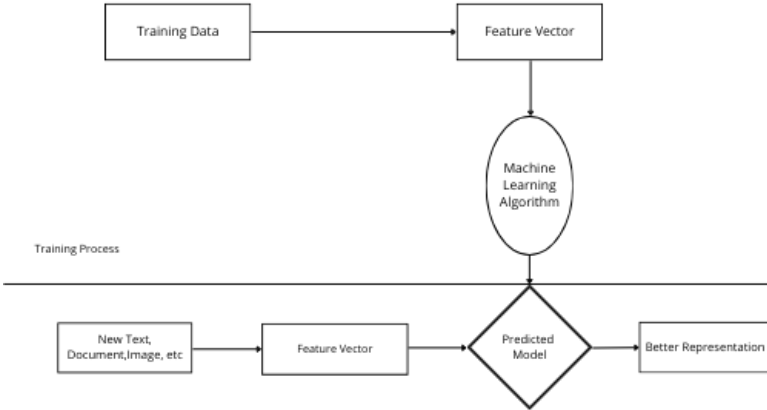 Training Data
Feature Vector
Machine
Learning
Algorithm
Training Process
New Text,
Document,Image, etc
Feature Vector
Predicted
Model
Better Representation